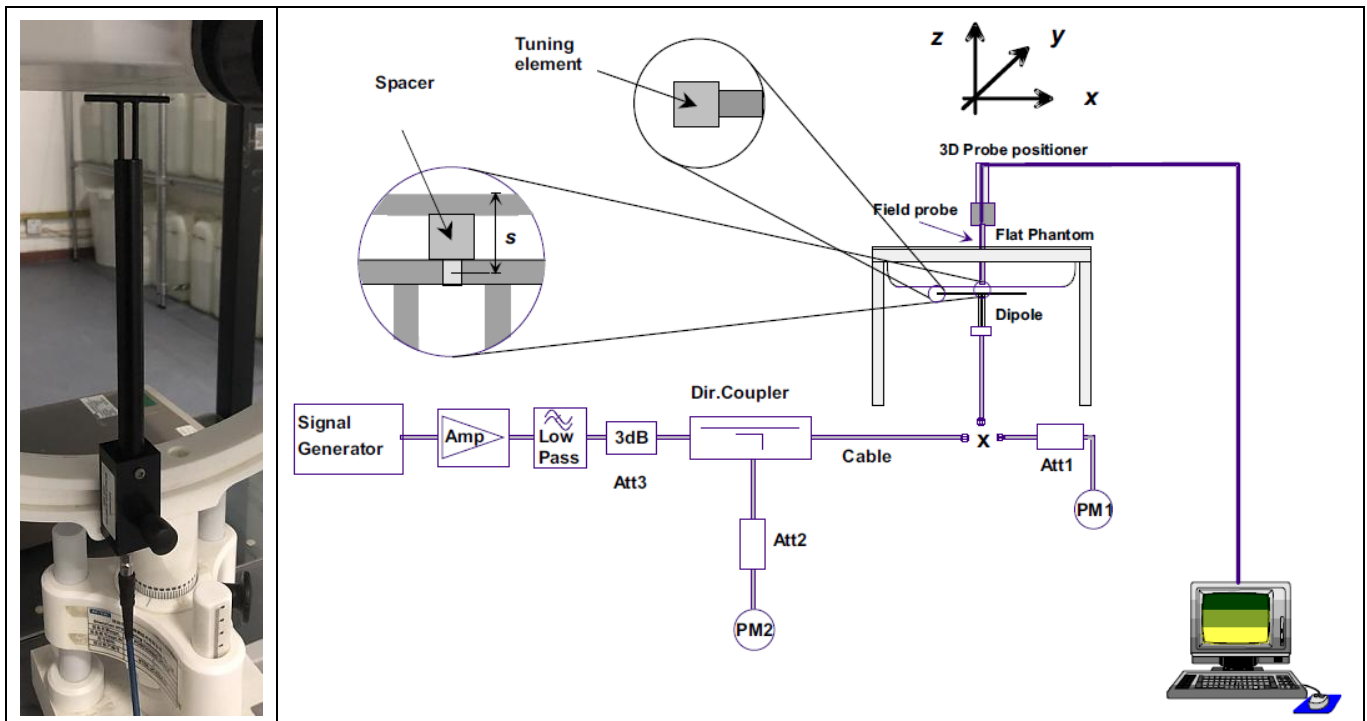 Tuning
element
Spacer
s
z
y
x
3D Probe positioner
Field probe
Flat Phantom
Dipole
Dir.Coupler
Signal
Generator
Amp
Low
Pass
3dB
Att3
Cable
x
Att1
PM1
Att2
PM2